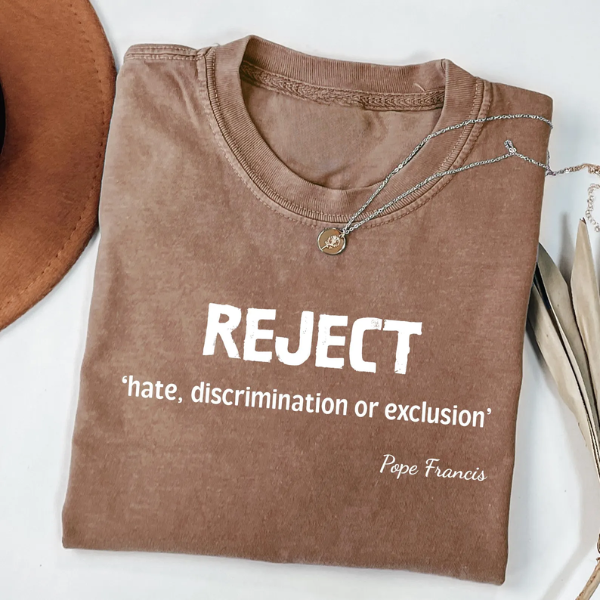 REJECT
‘hate, discrimination or exclusion’
Pope Francis